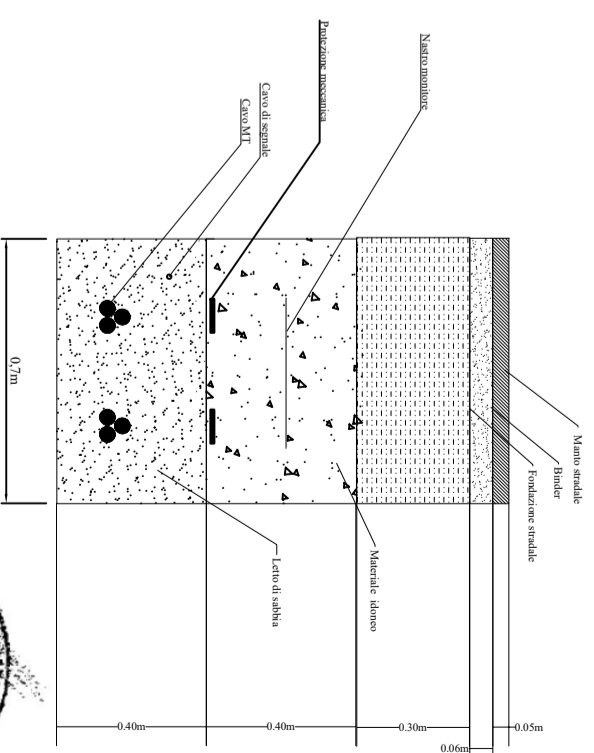 Manto stradale
Binder
Fondazione stradale
Nastro monitore
Protezione meccanica
Cavo di segnale
Cavo MT
Materiale idoneo
Letto di sabbia
0.05m
0.06m
0.30m
0.40m
0.40m
0,7m